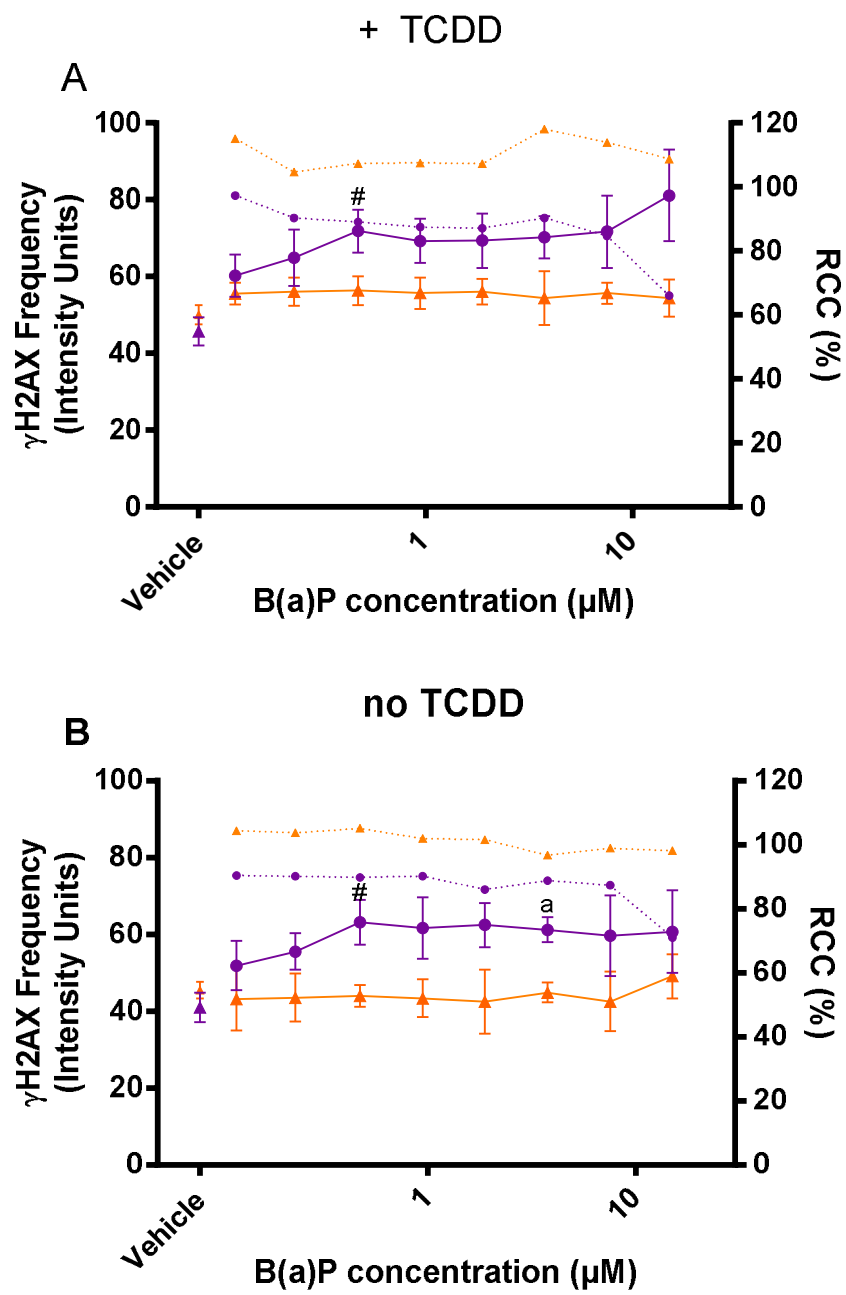 + TCDD
A
γH2AX Frequency
(Intensity Units)
100
80
60
40
20
0
#
120
100
80
60
40
20
0
RCC (%)
Vehicle
1
10
B(a)P concentration (µM)
no TCDD
B
γH2AX Frequency
(Intensity Units)
100
80
60
40
20
0
#
a
120
100
80
60
40
20
0
RCC (%)
Vehicle
1
10
B(a)P concentration (µM)